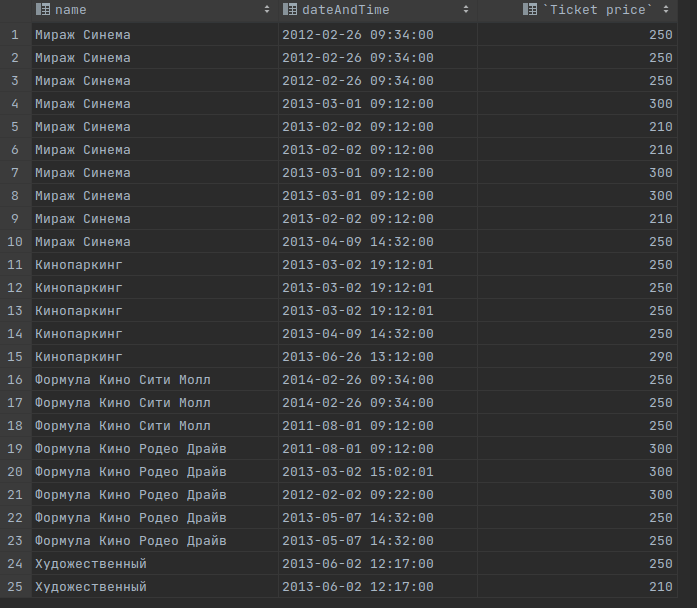 name dateAndTime `Ticket price`
1 Мираж Синема 2012-02-26 09:34:00 250
2 Мираж Синема 2012-02-26 09:34:00 250
3 Мираж Синема 2012-02-26 09:34:00 250
4 Мираж Синема 2013-03-01 09:12:00 300
5 Мираж Синема 2013-02-02 09:12:00 210
6 Мираж Синема 2013-02-02 09:12:00 210
7 Мираж Синема 2013-03-01 09:12:00 300
8 Мираж Синема 2013-03-01 09:12:00 300
9 Мираж Синема 2013-02-02 09:12:00 210
10 Мираж Синема 2013-04-09 14:32:00 250
11 Кинопаркинг 2013-03-02 19:12:01 250
12 Кинопаркинг 2013-03-02 19:12:01 250
13 Кинопаркинг 2013-03-02 19:12:01 250
14 Кинопаркинг 2013-04-09 14:32:00 250
15 Кинопаркинг 2013-06-26 13:12:00 290
16 Формула Кино Сити Молл 2014-02-26 09:34:00 250
17 Формула Кино Сити Молл 2014-02-26 09:34:00 250
18 Формула Кино Сити Молл 2011-08-01 09:12:00 250
19 Формула Кино Родео Драйв 2011-08-01 09:12:00 300
20 Формула Кино Родео Драйв 2013-03-02 15:02:01 300
21 Формула Кино Родео Драйв 2012-02-02 09:22:00 300
22 Формула Кино Родео Драйв 2013-05-07 14:32:00 250
23 Формула Кино Родео Драйв 2013-05-07 14:32:00 250
24 Художественный 2013-06-02 12:17:00 250
25 Художественный 2013-06-02 12:17:00 210